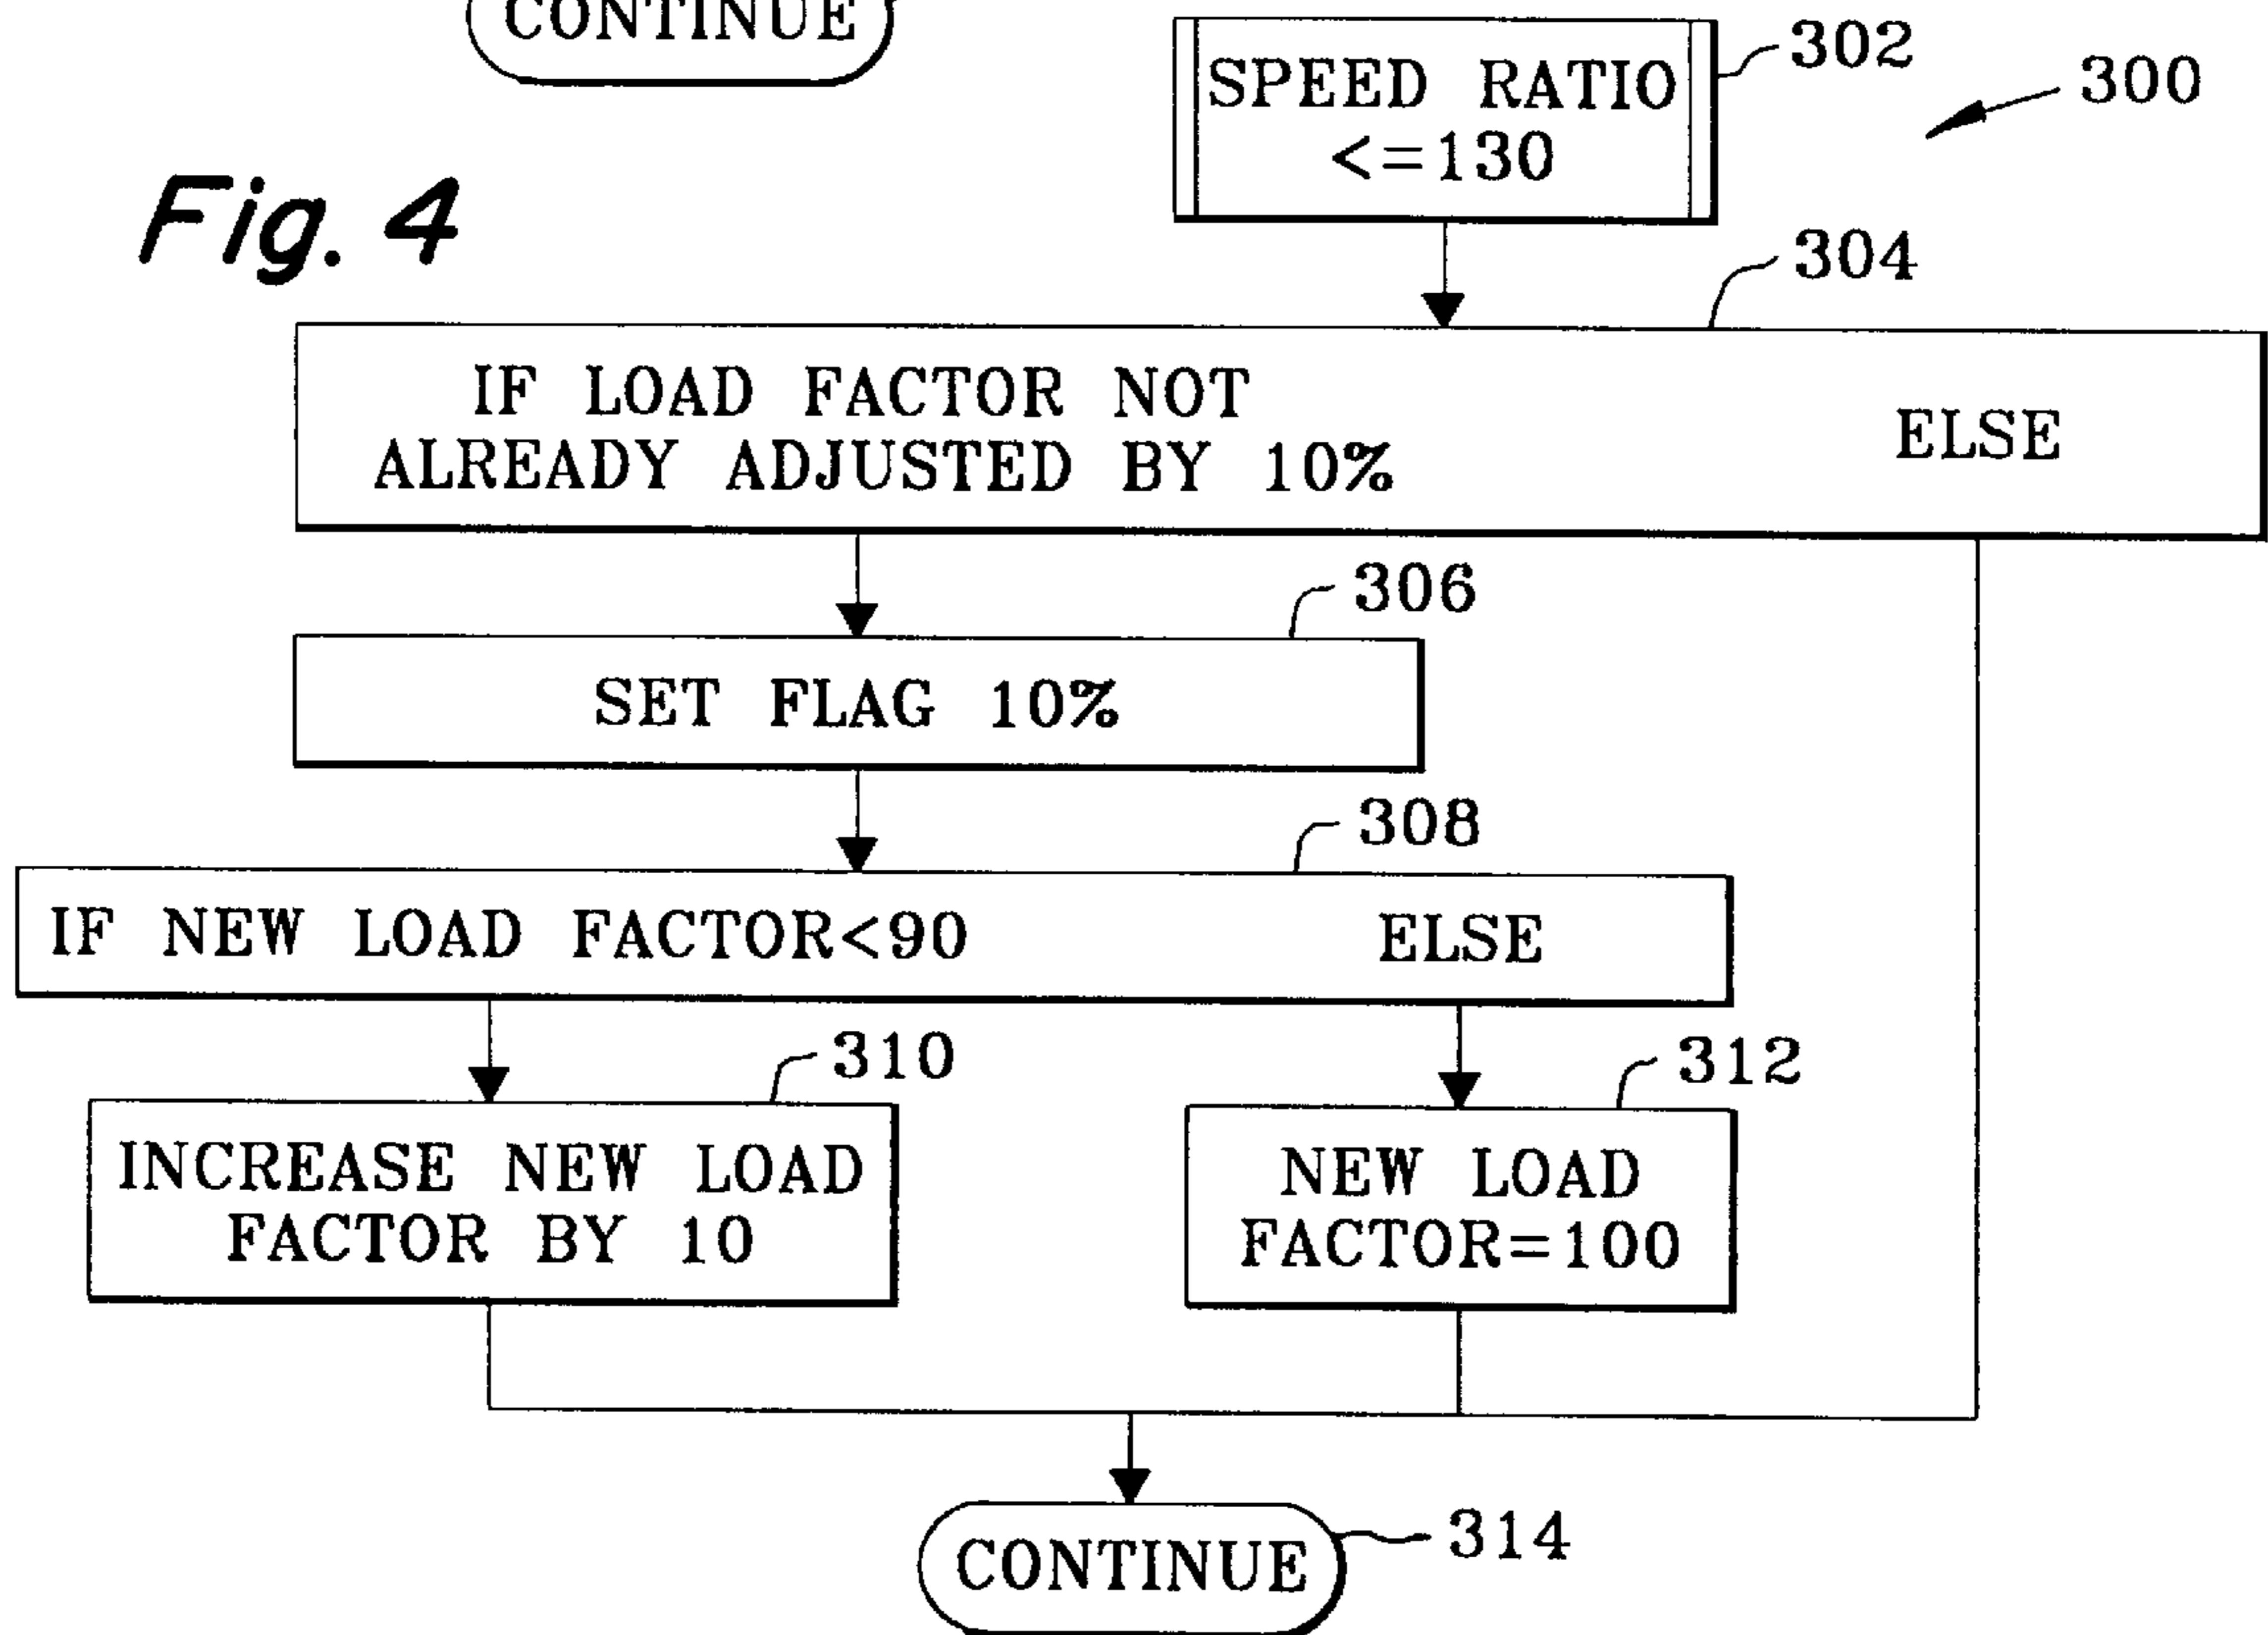 CONTINUE
SPEED RATIO
<=130
302
300
Fig. 4
304
IF LOAD FACTOR NOT
ALREADY ADJUSTED BY 10%
ELSE
306
SET FLAG 10%
308
IF NEW LOAD FACTOR<90
ELSE
310
INCREASE NEW LOAD
FACTOR BY 10
312
NEW LOAD
FACTOR=100
CONTINUE
314